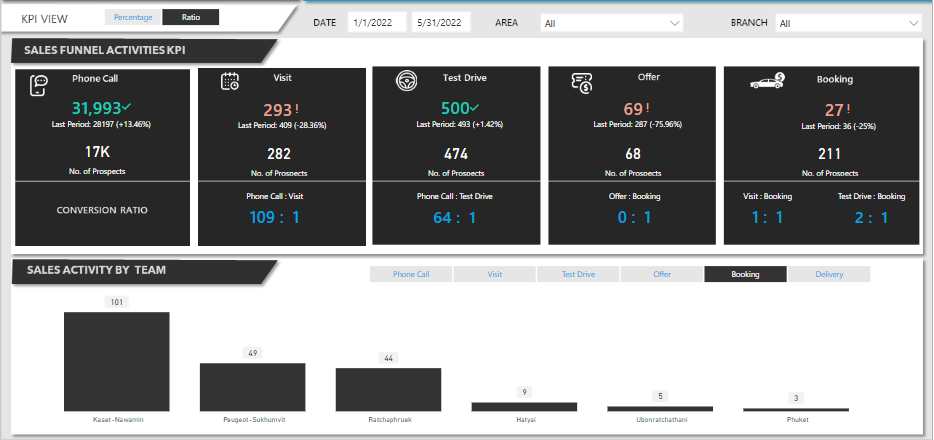 KPI VIEW
Percentage
Ratio
DATE
1/1/2022
5/31/2022
AREA
All
BRANCH
All
SALES FUNNEL ACTIVITIES KPI
Phone Call
31,993
Last Period: 28197 (+13.46%)
17K
No. of Prospects
CONVERSION RATIO
Visit
293 !
Last Period: 409 (-28.36%)
282
No. of Prospects
Phone Call : Visit
109 : 1
Test Drive
500
Last Period: 493 (+1.42%)
474
No. of Prospects
Phone Call : Test Drive
64 : 1
Offer
69 !
Last Period: 287 (-75.96%)
68
No. of Prospects
Offer : Booking
0 : 1
Booking
27 !
Last Period: 36 (-25%)
211
No. of Prospects
Visit : Booking
1 : 1
Test Drive : Booking
2 : 1
SALES ACTIVITY BY TEAM
Phone Call
Visit
Test Drive
Offer
Booking
Delivery
101
49
44
9
5
3
Kaset-Nawamin
Peugeot-Sukhumvit
Ratchaphruek
Hatyai
Ubonratchathani
Phuket